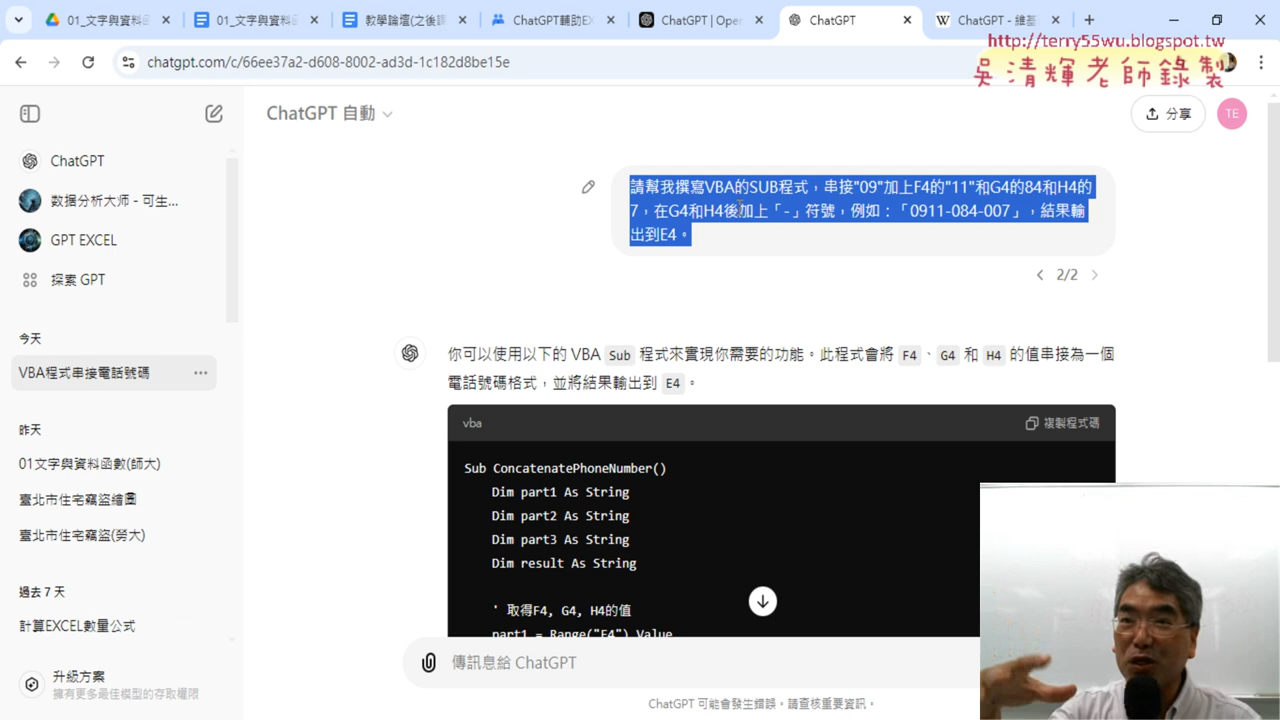 01_文字與資料函
01_文字與資料函
教學論壇(之後課
ChatGPT輔助EX
ChatGPT | Ope
ChatGPT
ChatGPT - 維基
http://terry55wu.blogspot.tw
chatgpt.com/c/66ee37a2-d608-8002-ad3d-1c182d8be15e
吳清輝老師錄製
ChatGPT 自動
分享
TE
ChatGPT
数据分析大师 - 可生...
GPT EXCEL
探索 GPT
今天
VBA程式串接電話號碼
昨天
01文字與資料函數(師大)
臺北市住宅竊盜繪圖
臺北市住宅竊盜(勞大)
過去 7 天
計算EXCEL數量公式
升級方案
擁有更多最佳模型的存取權限
請幫我撰寫VBA的SUB程式，串接"09"加上F4的"11"和G4的84和H4的
7，在G4和H4後加上「-」符號，例如：「0911-084-007」，結果輸
出到E4。
2/2
你可以使用以下的 VBA Sub 程式來實現你需要的功能。此程式會將 F4、G4 和 H4 的值串接為一個
電話號碼格式，並將結果輸出到 E4。
vba
複製程式碼
Sub ConcatenatePhoneNumber()
Dim part1 As String
Dim part2 As String
Dim part3 As String
Dim result As String
' 取得F4, G4, H4的值
part1 = Range("F4").Value
傳訊息給 ChatGPT
ChatGPT 可能會發生錯誤。請查核重要資訊。